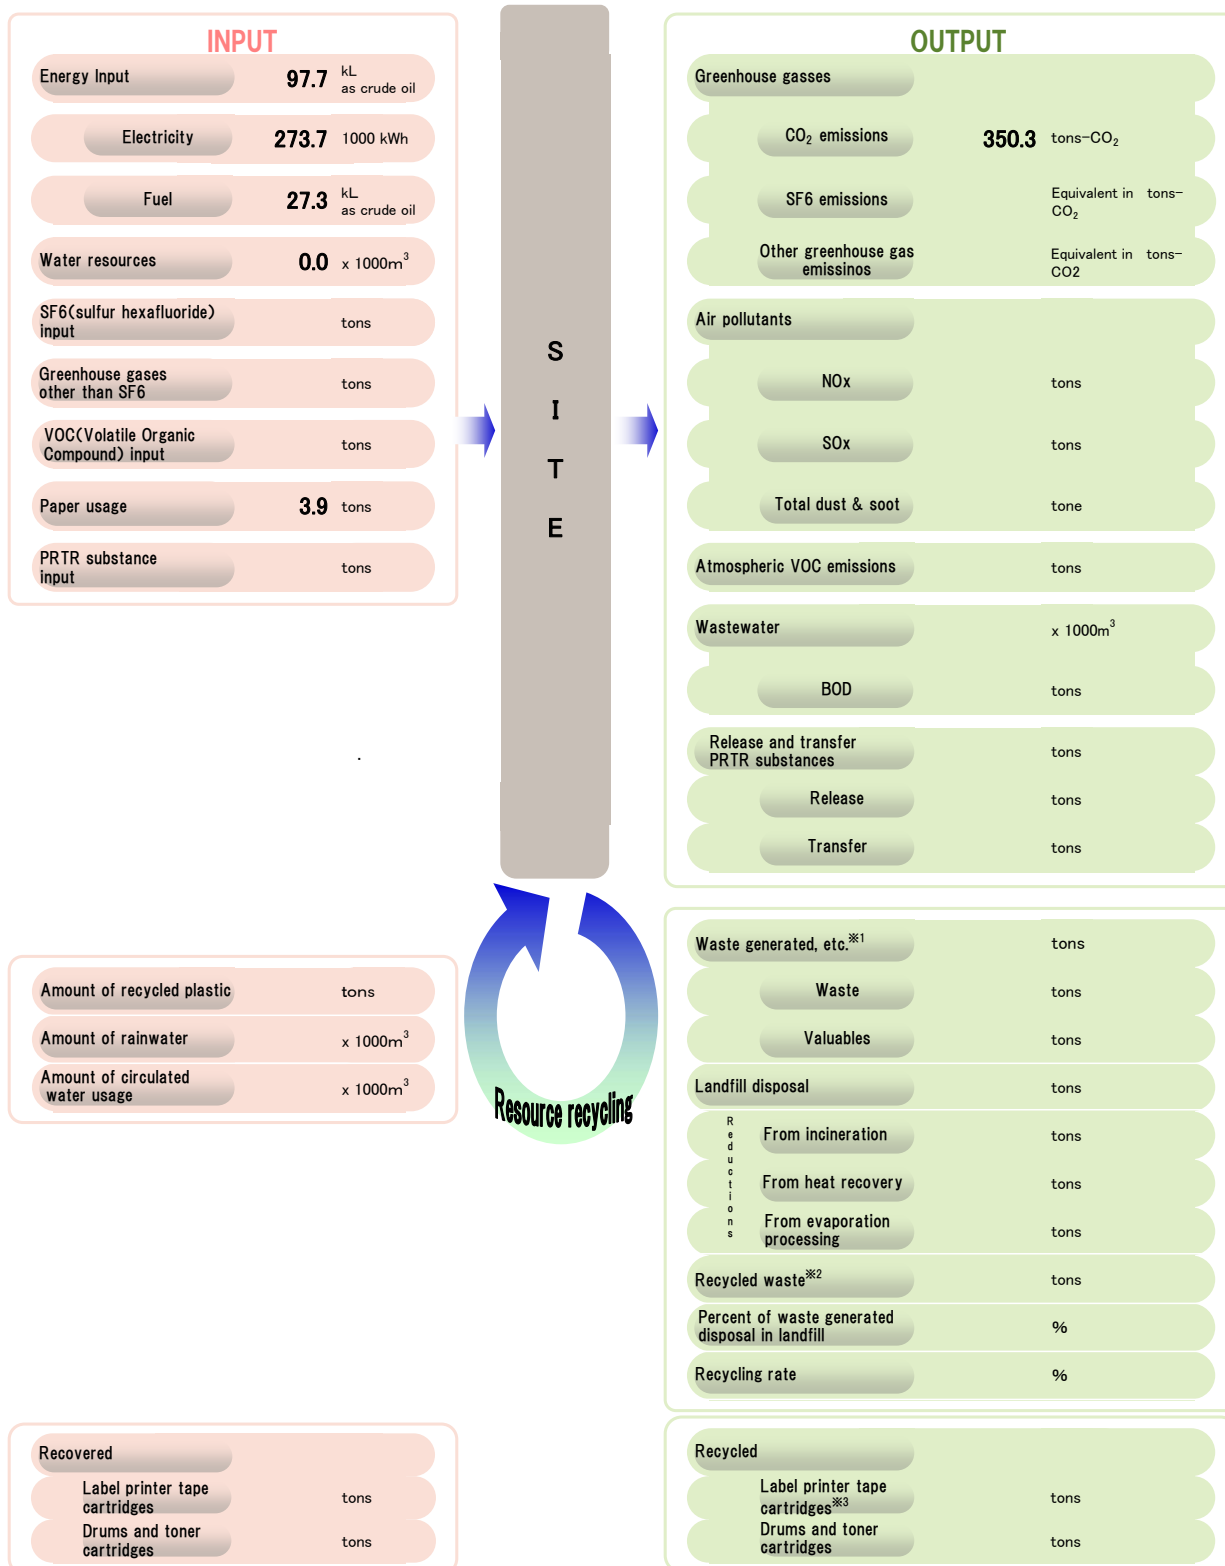 INPUT
Energy Input 97.7 kL
as crude oil
Electricity 273.7 1000 kWh
Fuel 27.3 kL
as crude oil
Water resources 0.0 x 1000m³
SF6(sulfur hexafluoride)
input tons
Greenhouse gases
other than SF6 tons
VOC(Volatile Organic
Compound) input tons
Paper usage 3.9 tons
PRTR substance
input tons
.
S
I
T
E
OUTPUT
Greenhouse gasses
CO₂ emissions 350.3 tons-CO₂
SF6 emissions Equivalent in tons-
CO₂
Other greenhouse gas
emissinos Equivalent in tons-
CO2
Air pollutants
NOx tons
SOx tons
Total dust & soot tone
Atmospheric VOC emissions tons
Wastewater x 1000m³
BOD tons
Release and transfer
PRTR substances tons
Release tons
Transfer tons
Amount of recycled plastic tons
Amount of rainwater x 1000m³
Amount of circulated
water usage x 1000m³
Resource recycling
Waste generated, etc.※1 tons
Waste tons
Valuables tons
Landfill disposal tons
Reductions
From incineration tons
From heat recovery tons
From evaporation
processing tons
Recycled waste※2 tons
Percent of waste generated
disposal in landfill %
Recycling rate %
Recovered
Label printer tape
cartridges tons
Drums and toner
cartridges tons
Recycled
Label printer tape
cartridges※3 tons
Drums and toner
cartridges tons